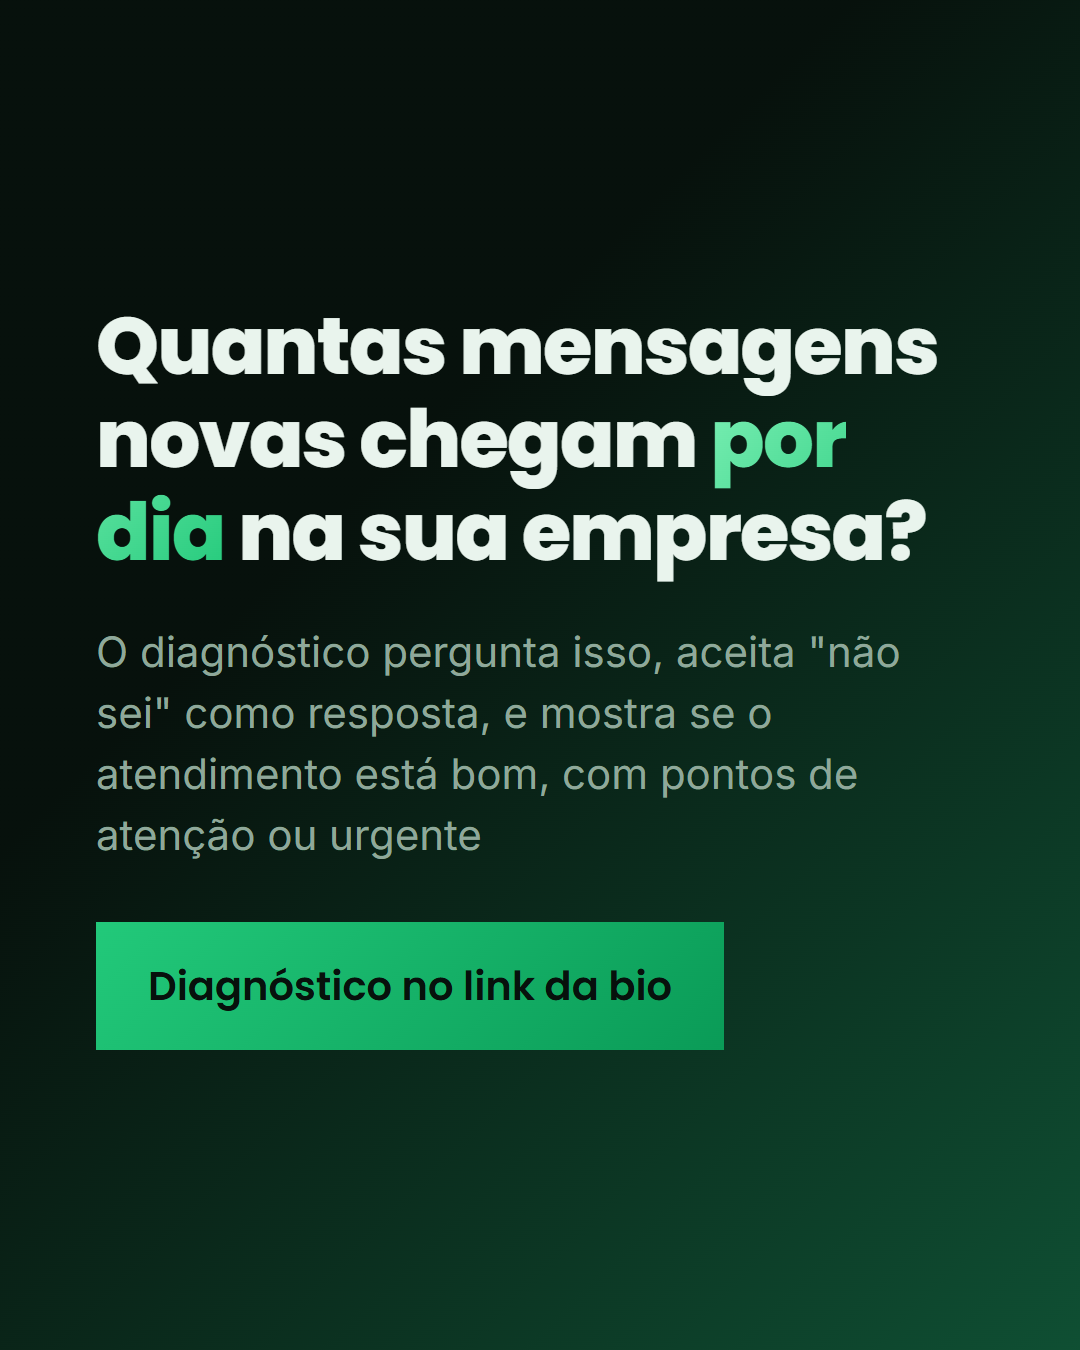 Quantas mensagens
novas chegam por
dia na sua empresa?
O diagnóstico pergunta isso, aceita "não
sei" como resposta, e mostra se o
atendimento está bom, com pontos de
atenção ou urgente
Diagnóstico no link da bio